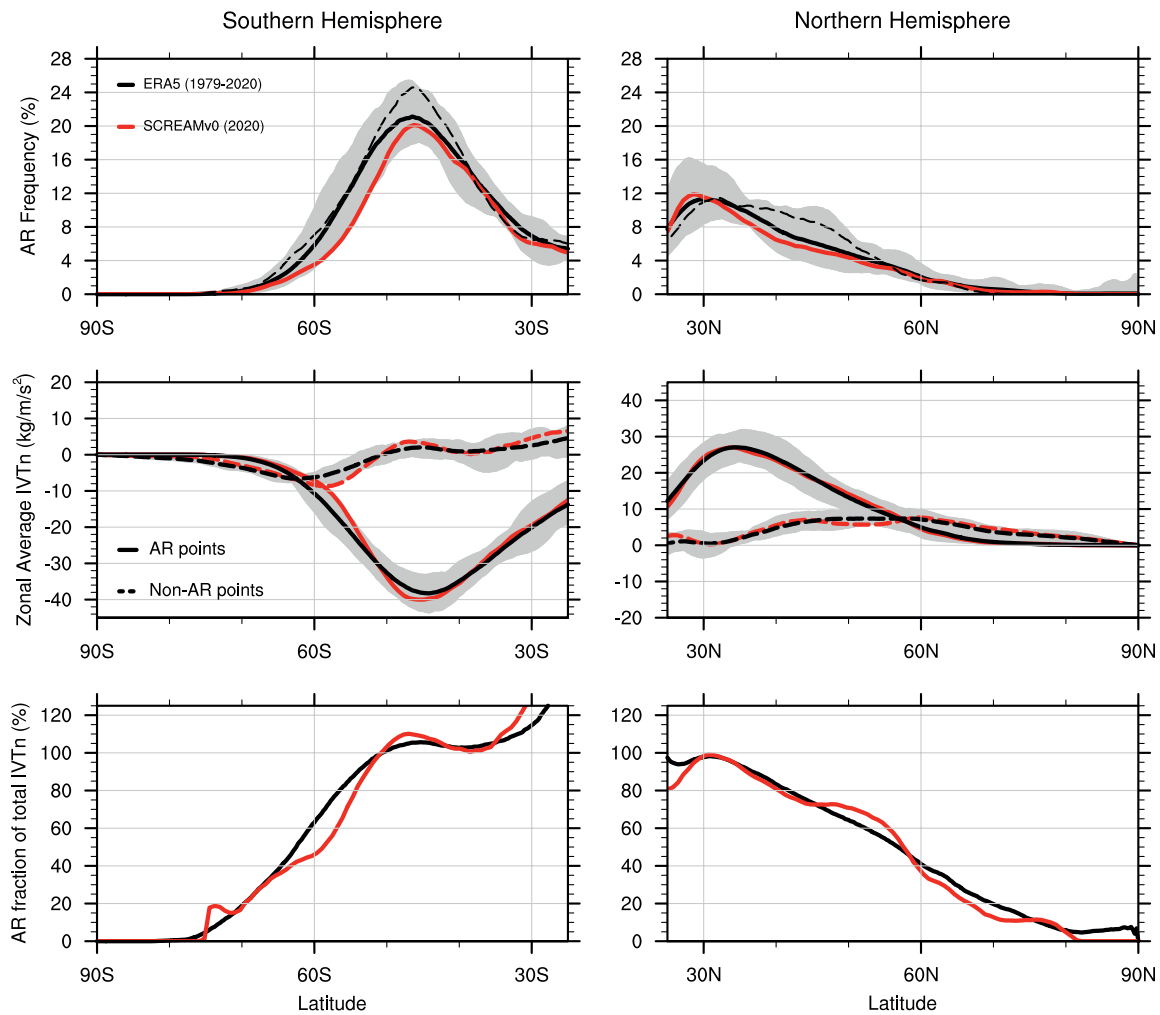 Southern Hemisphere
Northern Hemisphere
AR Frequency (%)
28
24
20
16
12
8
4
0
ERA5 (1979-2020)
SCREAMv0 (2020)
90S
60S
30S
28
24
20
16
12
8
4
0
30N
60N
90N
Zonal Average IVTn (kg/m/s²)
20
10
0
-10
-20
-30
-40
AR points
Non-AR points
90S
60S
30S
40
30
20
10
0
-10
-20
30N
60N
90N
AR fraction of total IVTn (%)
120
100
80
60
40
20
0
90S
60S
30S
Latitude
120
100
80
60
40
20
0
30N
60N
90N
Latitude